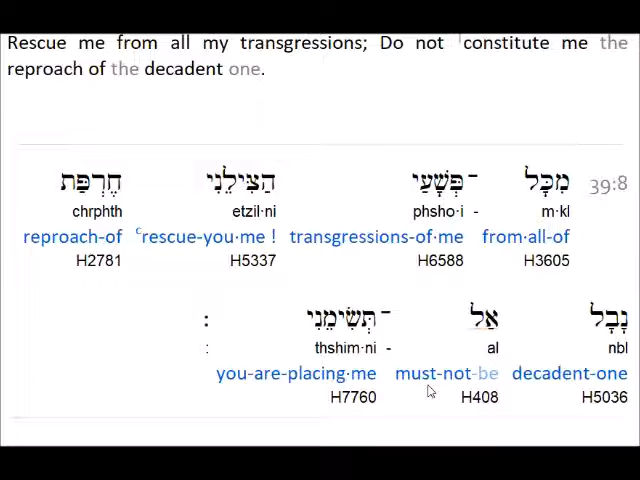 Rescue me from all my transgressions; Do not ˡconstitute me the
reproach of the decadent one.
39:8 מִכָּל־ פְּשָׁעַי הַצִּילֵנִי חֶרְפַּת
chrphth etzil·ni phsho·i - m·kl
reproach-of ᶜrescue-you·me ! transgressions-of·me from·all-of
H2781 H5337 H6588 H3605
נָבָל אַל־ תְּשִׂימֵנִי :
: thshim·ni - al nbl
you-are-placing·me must-not-be decadent-one
H7760 H408 H5036